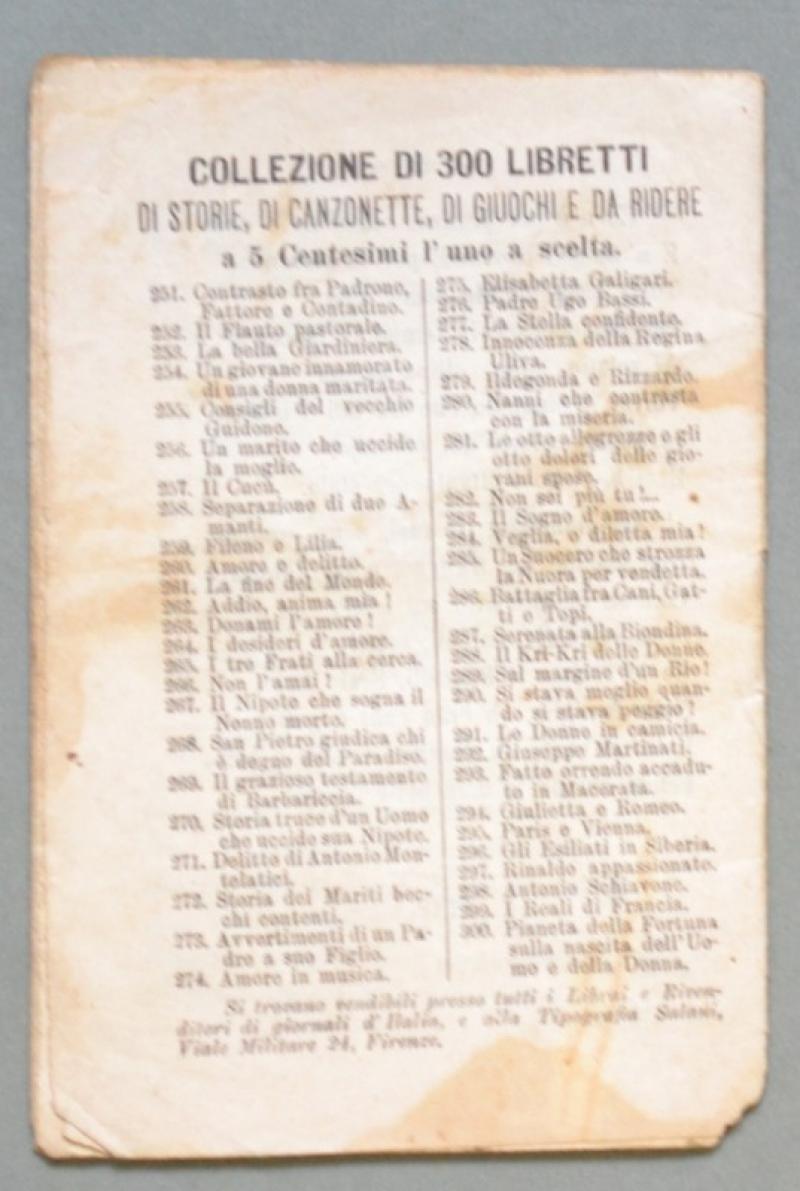 COLLEZIONE DI 300 LIBRETTI
DI STORIE, DI CANZONETTE, DI GIUOCHI E DA RIDERE
a 5 Centesimi l'uno a scelta.
251. Contrasto fra Padrone,
Fattore e Contadino.
252. Il Flauto pastorale.
253. La bella Giardiniera.
254. Un giovane innamorato
di una donna maritata.
255. Consigli del vecchio
Guidone.
256. Un marito che uccide
la moglie.
257. Il Cucù.
258. Separazione di due A-
manti.
259. Fileno e Lilia.
260. Amore e delitto.
261. La fine del Mondo.
262. Addio, anima mia!
263. Donami l'amore!
264. I desideri d'amore.
265. I tre Frati alla cerca.
266. Non l'amai!
267. Il Nipote che sogna il
Nonno morto.
268. San Pietro giudica chi
è degno del Paradiso.
269. Il grazioso testamento
di Barbariccia.
270. Storia truce d'un Uomo
che uccide sua Nipote.
271. Delitto di Antonio Mon-
telatici.
272. Storia dei Mariti bec-
chi contenti.
273. Avvertimenti di un Pa-
dre a suo Figlio.
274. Amore in musica.
275. Elisabetta Galigari.
276. Padre Ugo Bassi.
277. La Stella confidente.
278. Innocenza della Regina
Uliva.
279. Ildegonda e Rizzardo.
280. Nanni che contrasta
con la miseria.
281. Le otto allegrezze e gli
otto dolori delle gio-
vani spose.
282. Non sei più tu!..
283. Il Sogno d'amore.
284. Veglia, o diletta mia!
285. Un Suocero che strozza
la Nuora per vendetta.
286. Battaglia fra Cani, Gat-
ti e Topi.
287. Serenata alla Biondina.
288. Il Kri-Kri delle Donne.
289. Sul margine d'un Rio!
290. Si stava meglio quan-
do si stava peggio!
291. Le Donne in camicia.
292. Giuseppe Martinati.
293. Fatto orrendo accadu-
to in Macerata.
294. Giulietta e Romeo.
295. Paris e Vienna.
296. Gli Esiliati in Siberia.
297. Rinaldo appassionato.
298. Antonio Schiavone.
299. I Reali di Francia.
300. Pianeta della Fortuna
sulla nascita dell'Uo-
mo e della Donna.
Si trovano vendibili presso tutti i Librai e Riven-
ditori di giornali d'Italia, e alla Tipografia Salani,
Viale Militare 24, Firenze.